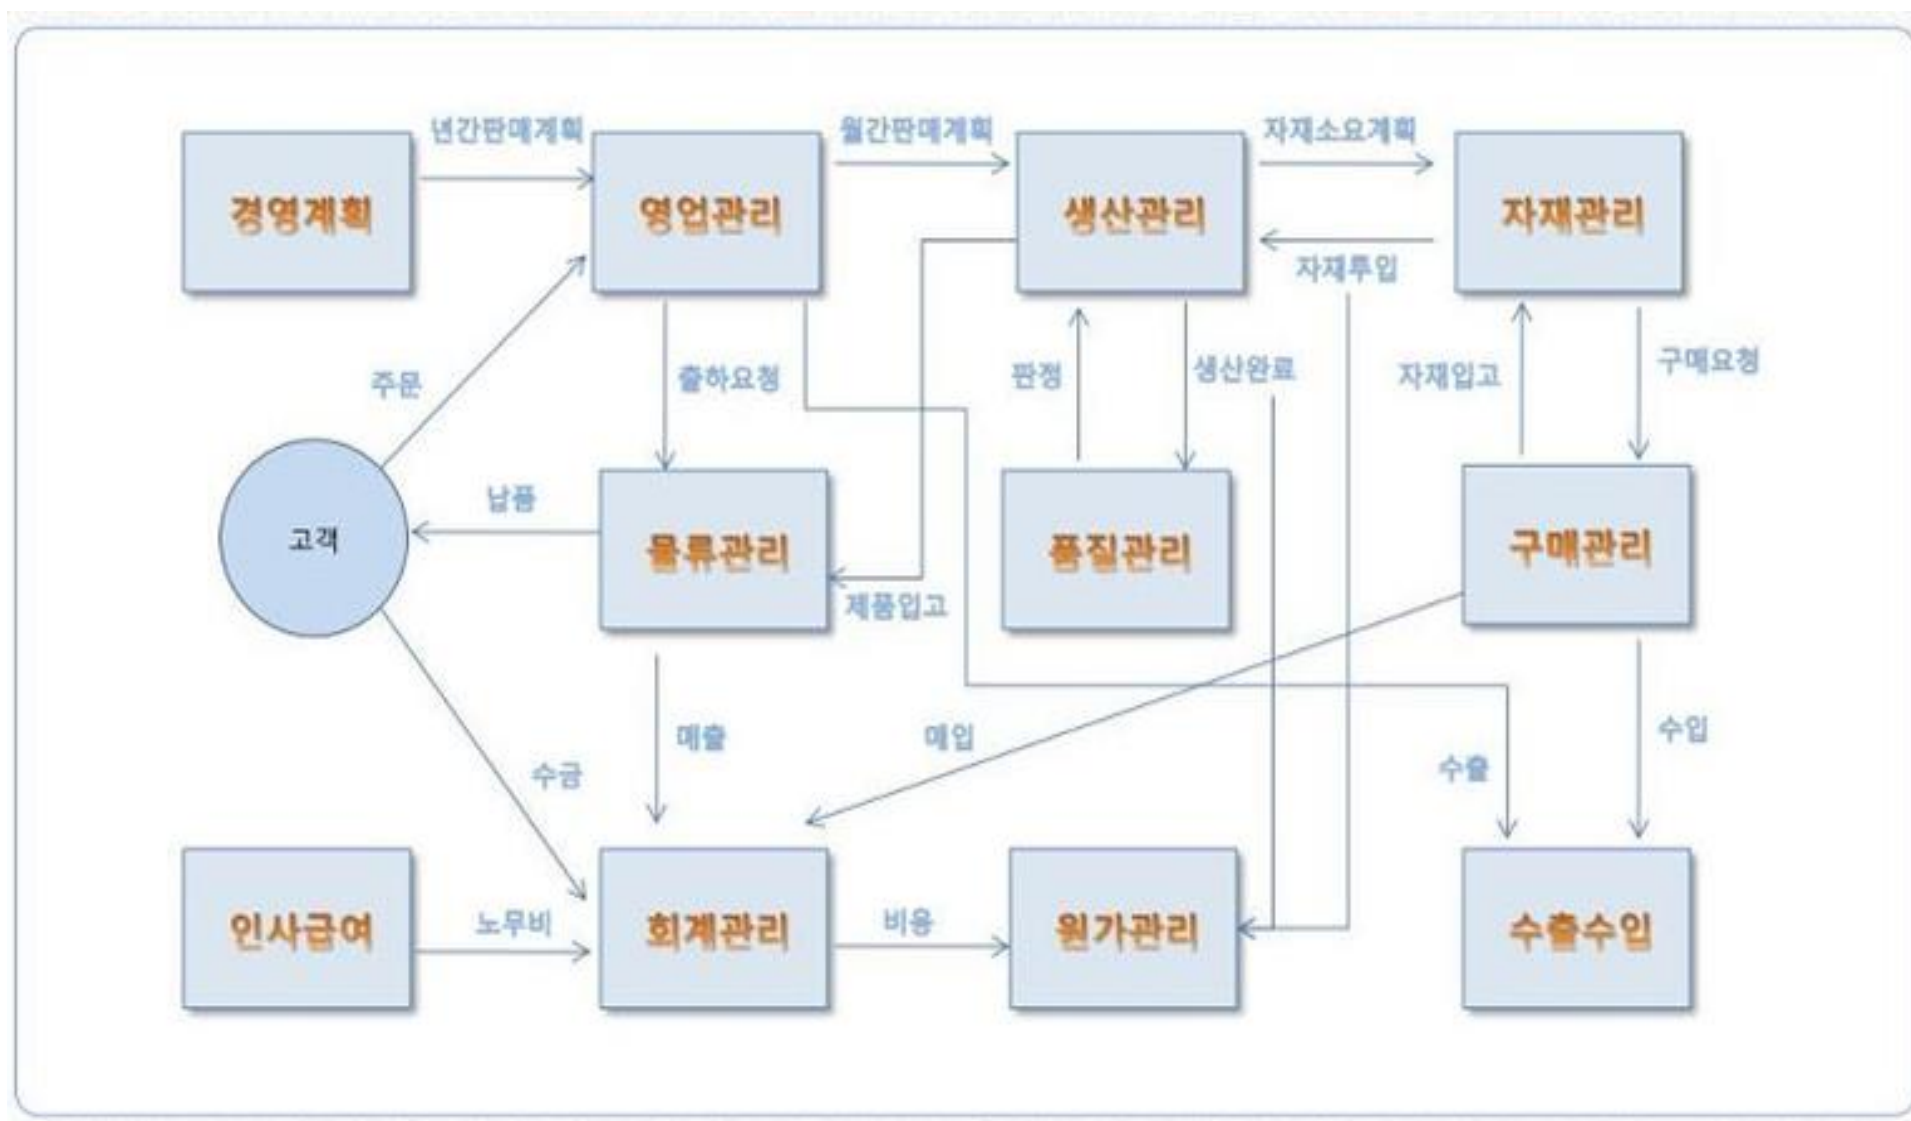 년간판매계획
월간판매계획
자재소요계획
경영계획
영업관리
생산관리
자재관리
자재투입
주문
출하요청
판정
생산완료
자재입고
구매요청
고객
납품
물류관리
품질관리
구매관리
제품입고
매출
매입
수출
수입
수금
인사급여
노무비
회계관리
비용
원가관리
수출수입